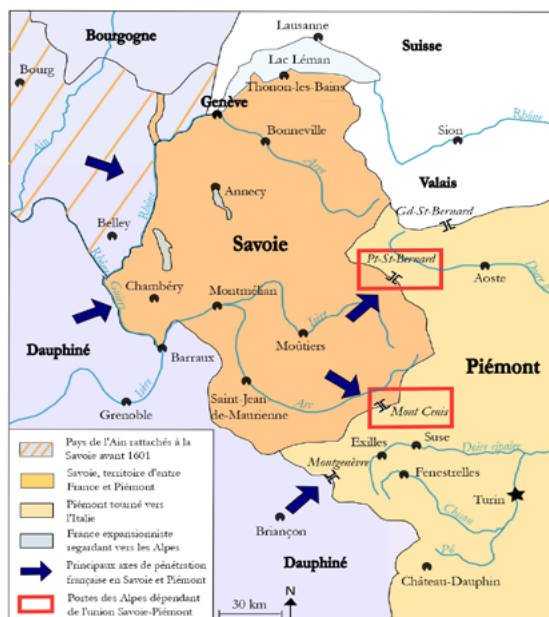 Bourgogne
Lausanne
Suisse
Bourg
Lac Léman
Thonon-les-Bains
Genève
Rhône
Ain
Bonneville
Sion
Arve
Valais
Rhône
Annecy
Gd-St-Bernard
Belley
Savoie
Pt-St-Bernard
Rhône
Aoste
Guiers
Chambéry
Montmélian
Isère
Dauphiné
Moûtiers
Piémont
Barraux
Isère
Saint-Jean
de-Maurienne
Arc
Mont Cenis
Grenoble
Exilles
Suse
Doire ripaire
Montgenèvre
Fenestrelles
Turin
Briançon
Chison
Pô
Dauphiné
Château-Dauphin
Pays de l'Ain rattachés à la
Savoie avant 1601
Savoie, territoire d'entre
France et Piémont
Piémont tourné vers
l'Italie
France expansionniste
regardant vers les Alpes
Principaux axes de pénétration
française en Savoie et Piémont
Portes des Alpes dépendant
de l'union Savoie-Piémont
30 km
N